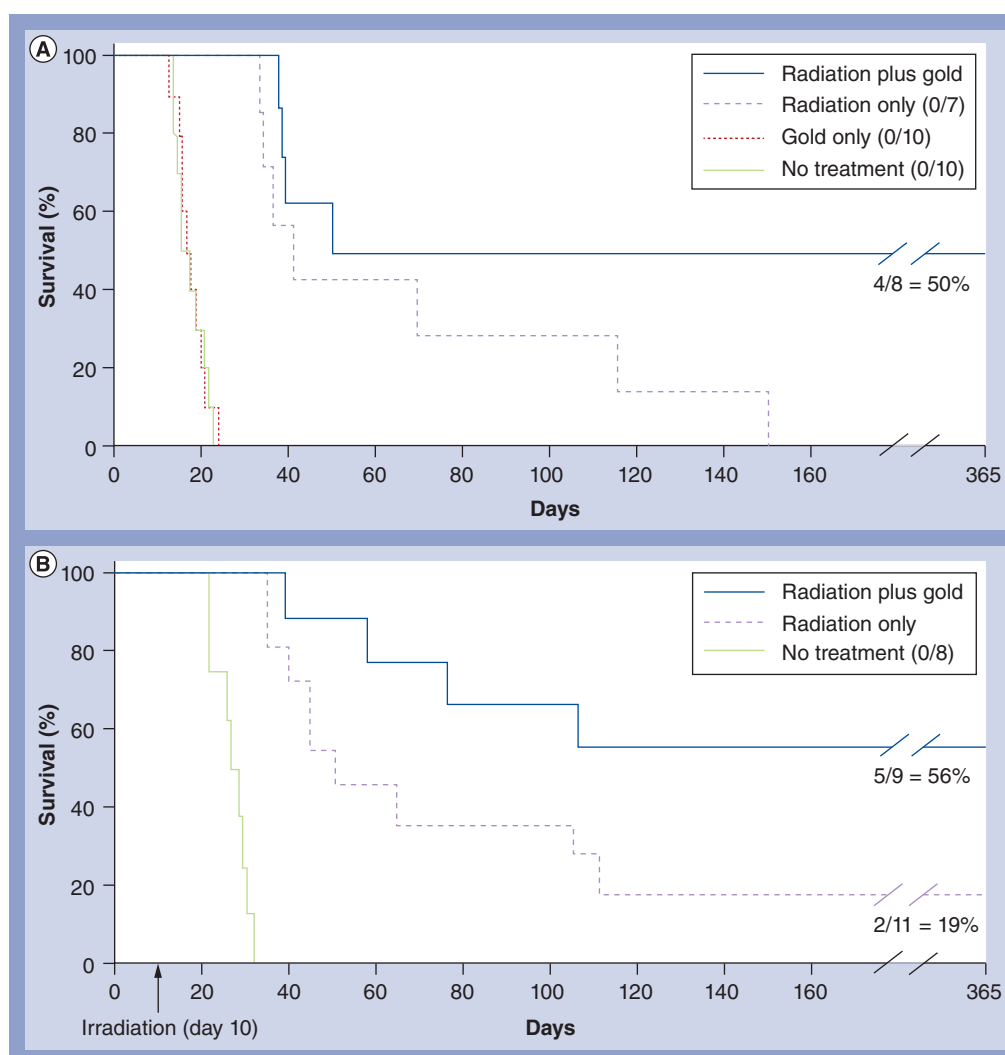 A
Survival (%)
100
80
60
40
20
0
Radiation plus gold
Radiation only (0/7)
Gold only (0/10)
No treatment (0/10)
4/8 = 50%
0 20 40 60 80 100 120 140 160 365
Days
B
Survival (%)
100
80
60
40
20
0
Radiation plus gold
Radiation only
No treatment (0/8)
5/9 = 56%
2/11 = 19%
0 20 40 60 80 100 120 140 160 365
Irradiation (day 10)
Days